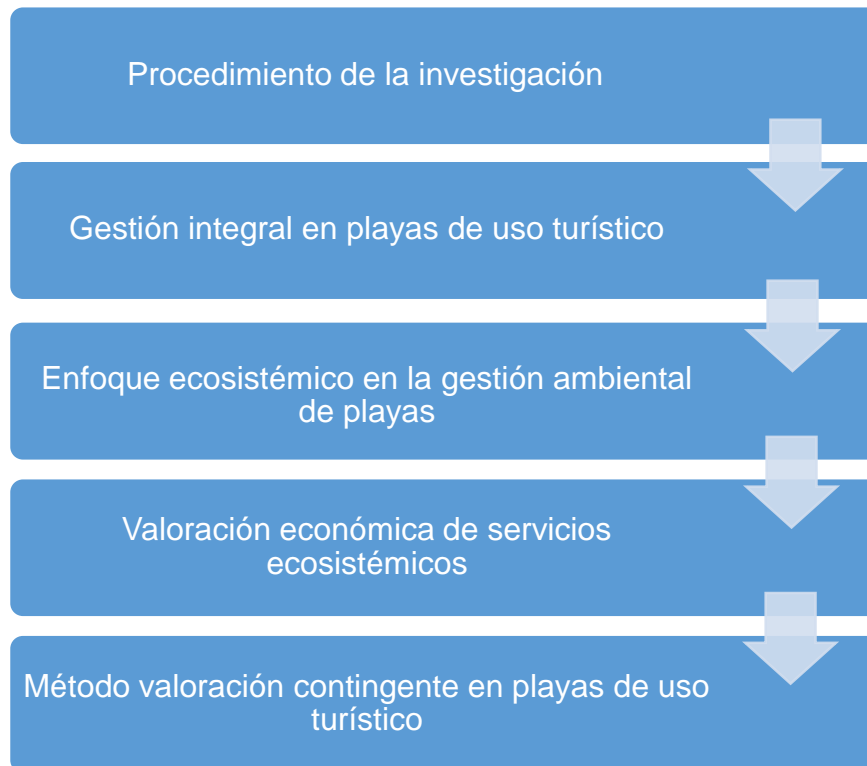 Procedimiento de la investigación
Gestión integral en playas de uso turístico
Enfoque ecosistémico en la gestión ambiental
de playas
Valoración económica de servicios
ecosistémicos
Método valoración contingente en playas de uso
turístico